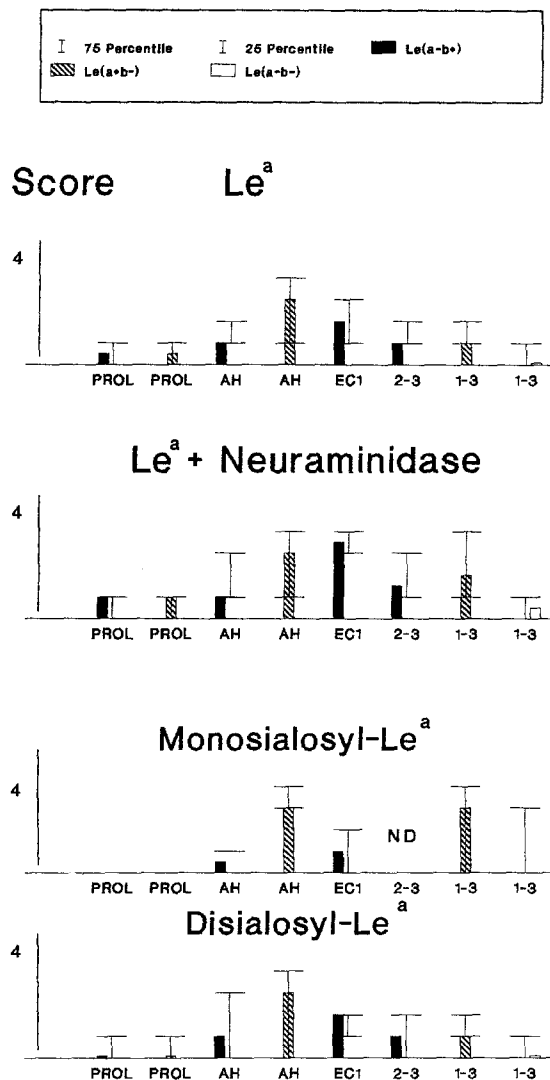 75 Percentile 25 Percentile Le(a-b+)
Le(a+b-) Le(a-b-)
Score Le^a
4
PROL PROL AH AH EC1 2-3 1-3 1-3
Le^a + Neuraminidase
4
PROL PROL AH AH EC1 2-3 1-3 1-3
Monosialosyl-Le^a
4
ND
PROL PROL AH AH EC1 2-3 1-3 1-3
Disialosyl-Le^a
4
PROL PROL AH AH EC1 2-3 1-3 1-3